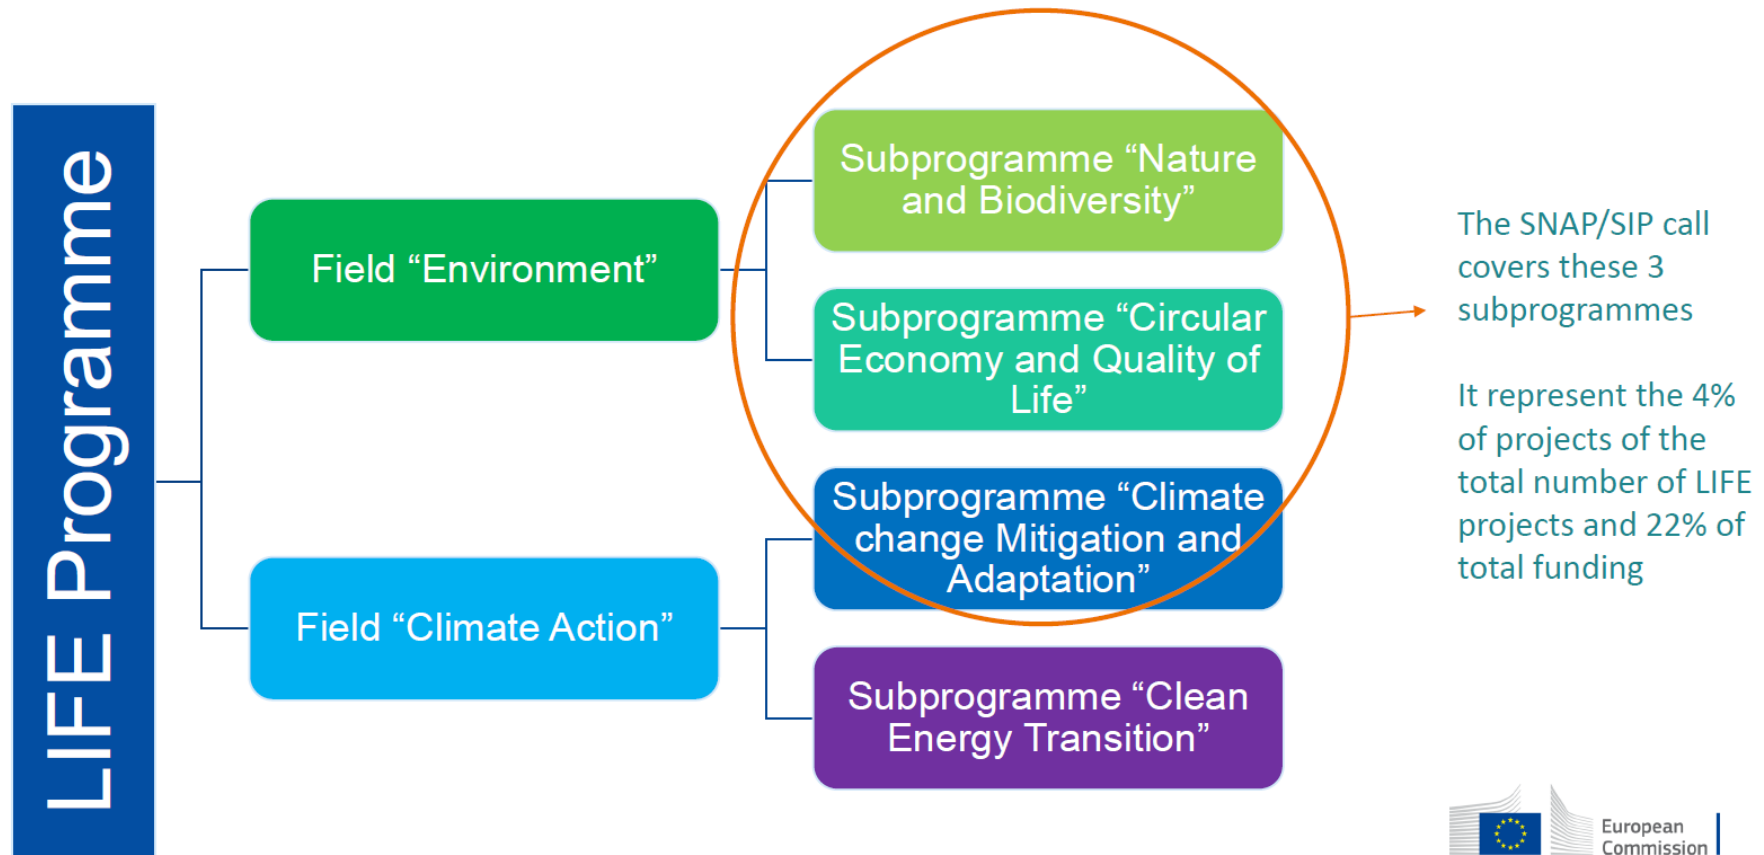 LIFE Programme
Field “Environment”
Field “Climate Action”
Subprogramme “Nature
and Biodiversity”
Subprogramme “Circular
Economy and Quality of
Life”
Subprogramme “Climate
change Mitigation and
Adaptation”
Subprogramme “Clean
Energy Transition”
The SNAP/SIP call
covers these 3
subprogrammes
It represent the 4%
of projects of the
total number of LIFE
projects and 22% of
total funding
European
Commission